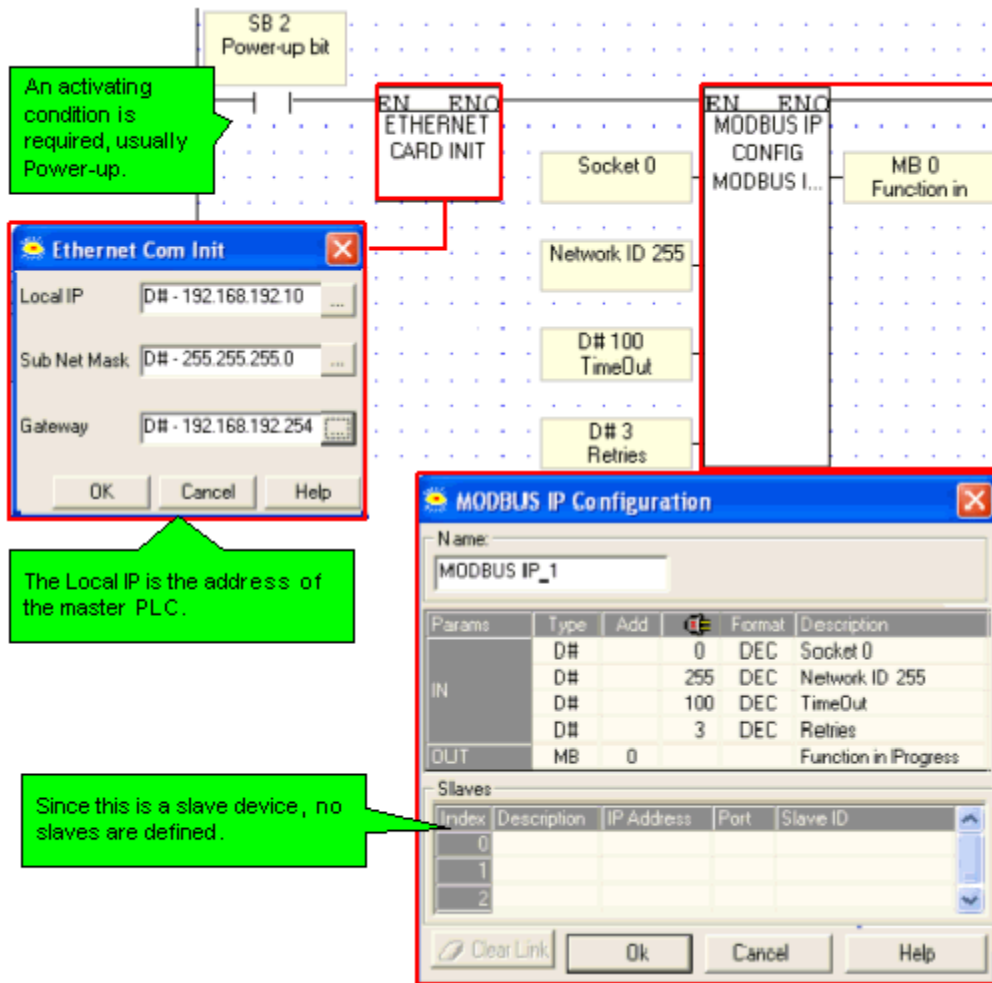 SB 2
Power-up bit
An activating
condition is
required, usually
Power-up.
EN ENO
ETHERNET
CARD INIT
EN ENO
MODBUS IP
CONFIG
MODBUS I...
Socket 0
MB 0
Function in
Network ID 255
D# 100
TimeOut
D# 3
Retries
Ethernet Com Init
Local IP D# - 192.168.192.10 ...
Sub Net Mask D# - 255.255.255.0 ...
Gateway D# - 192.168.192.254 ...
OK Cancel Help
The Local IP is the address of
the master PLC.
MODBUS IP Configuration
Name:
MODBUS IP_1
Params Type Add Format Description
IN
D# 0 DEC Socket 0
D# 255 DEC Network ID 255
D# 100 DEC TimeOut
D# 3 DEC Retries
OUT MB 0 Function in Progress
Since this is a slave device, no
slaves are defined.
Slaves
Index Description IP Address Port Slave ID
0
1
2
Clear Link Ok Cancel Help